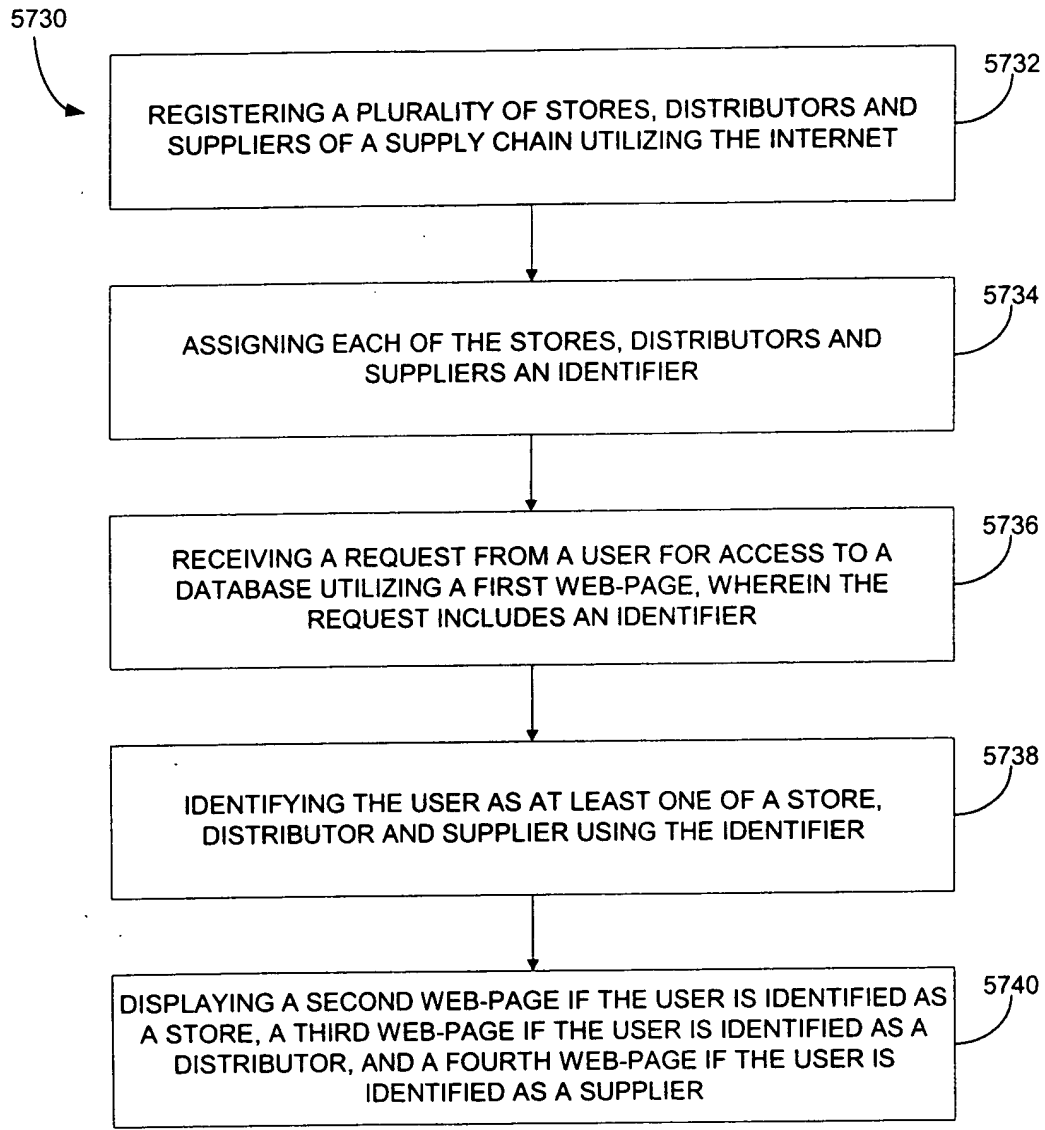 5730
5732
REGISTERING A PLURALITY OF STORES, DISTRIBUTORS AND
SUPPLIERS OF A SUPPLY CHAIN UTILIZING THE INTERNET
5734
ASSIGNING EACH OF THE STORES, DISTRIBUTORS AND
SUPPLIERS AN IDENTIFIER
5736
RECEIVING A REQUEST FROM A USER FOR ACCESS TO A
DATABASE UTILIZING A FIRST WEB-PAGE, WHEREIN THE
REQUEST INCLUDES AN IDENTIFIER
5738
IDENTIFYING THE USER AS AT LEAST ONE OF A STORE,
DISTRIBUTOR AND SUPPLIER USING THE IDENTIFIER
5740
DISPLAYING A SECOND WEB-PAGE IF THE USER IS IDENTIFIED AS
A STORE, A THIRD WEB-PAGE IF THE USER IS IDENTIFIED AS A
DISTRIBUTOR, AND A FOURTH WEB-PAGE IF THE USER IS
IDENTIFIED AS A SUPPLIER